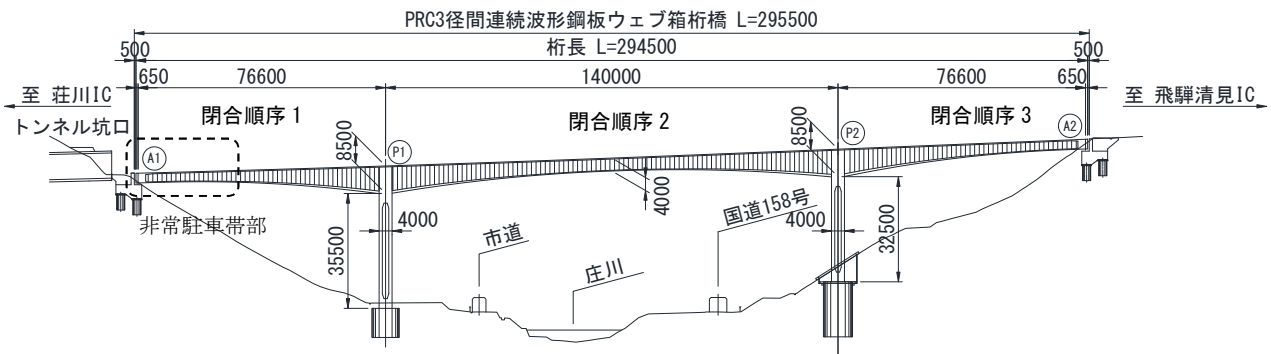 PRC3径間連続波形鋼板ウェブ箱桁橋 L=295500
500
桁長 L=294500
500
650
76600
140000
76600
650
至 荘川IC
至 飛騨清見IC
トンネル坑口
閉合順序 1
閉合順序 2
閉合順序 3
A1
8500
P1
8500
P2
A2
4000
非常駐車帯部
35500
4000
市道
庄川
国道158号
4000
32500